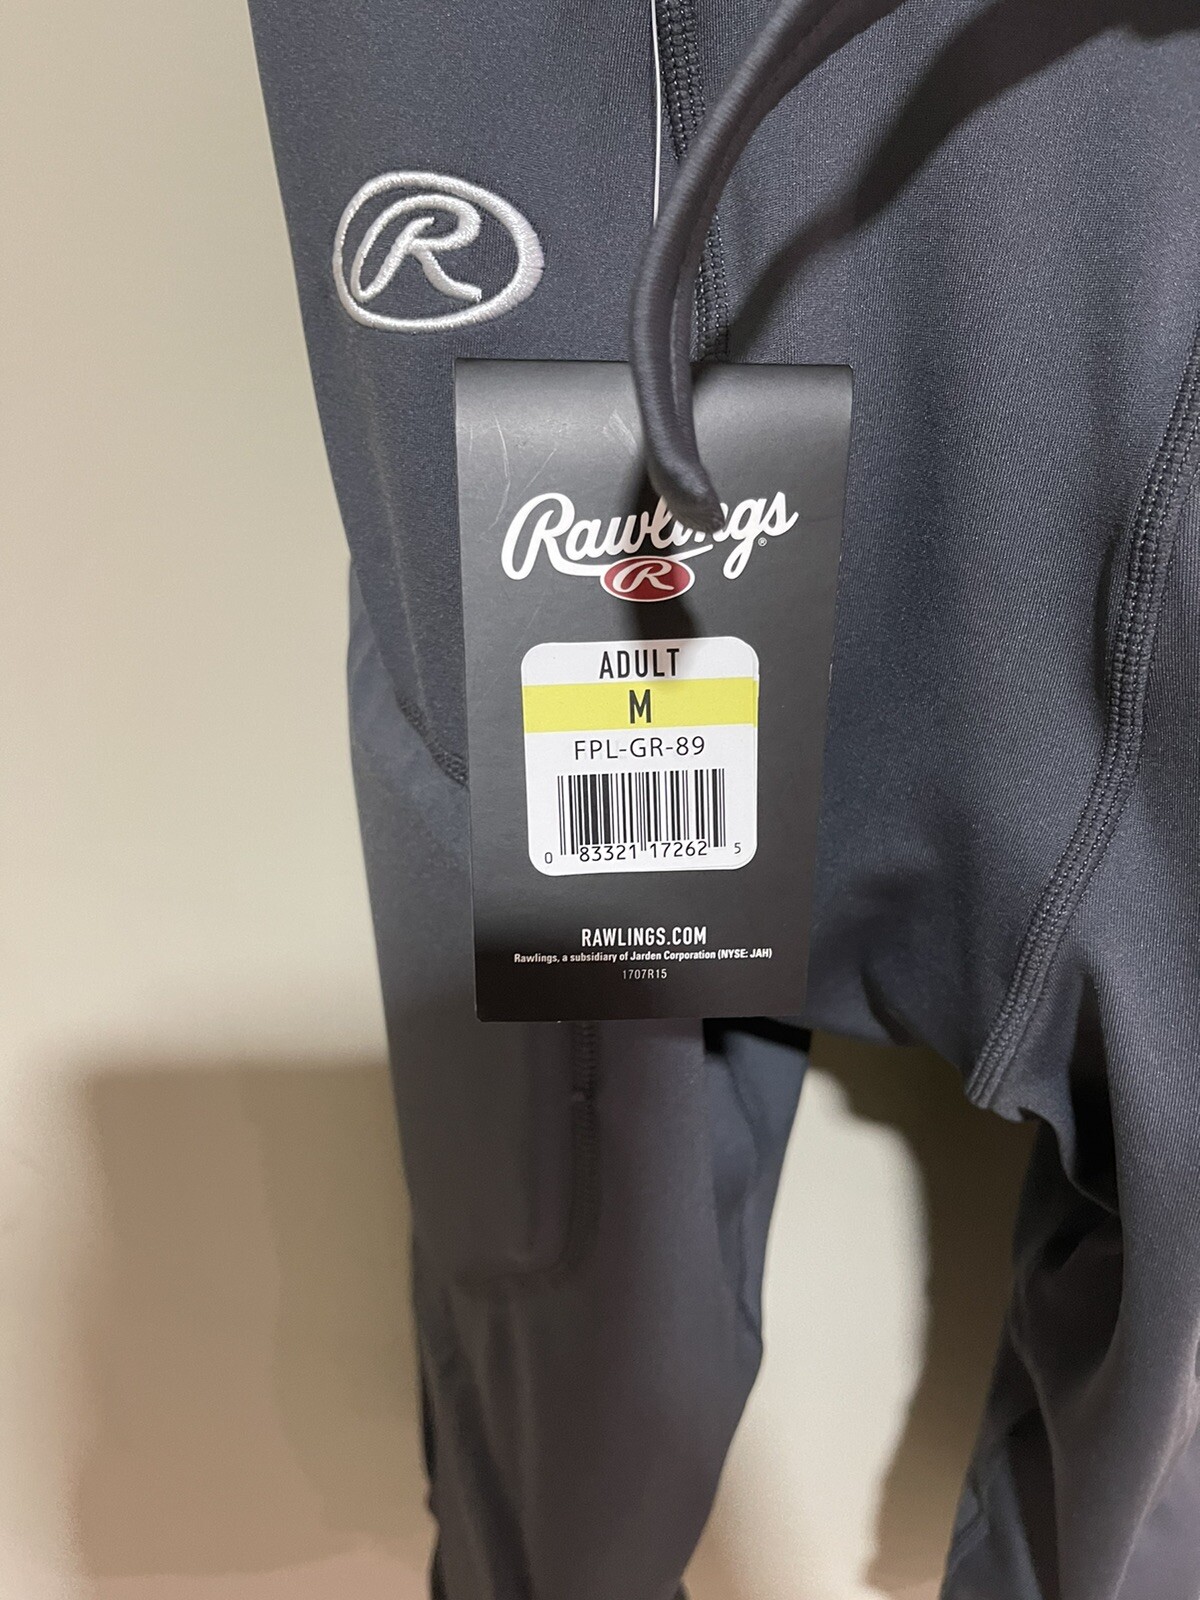 R
Rawlings®
R
ADULT
M
FPL-GR-89
0 83321 17262 5
RAWLINGS.COM
Rawlings, a subsidiary of Jarden Corporation (NYSE: JAH)
1707R15